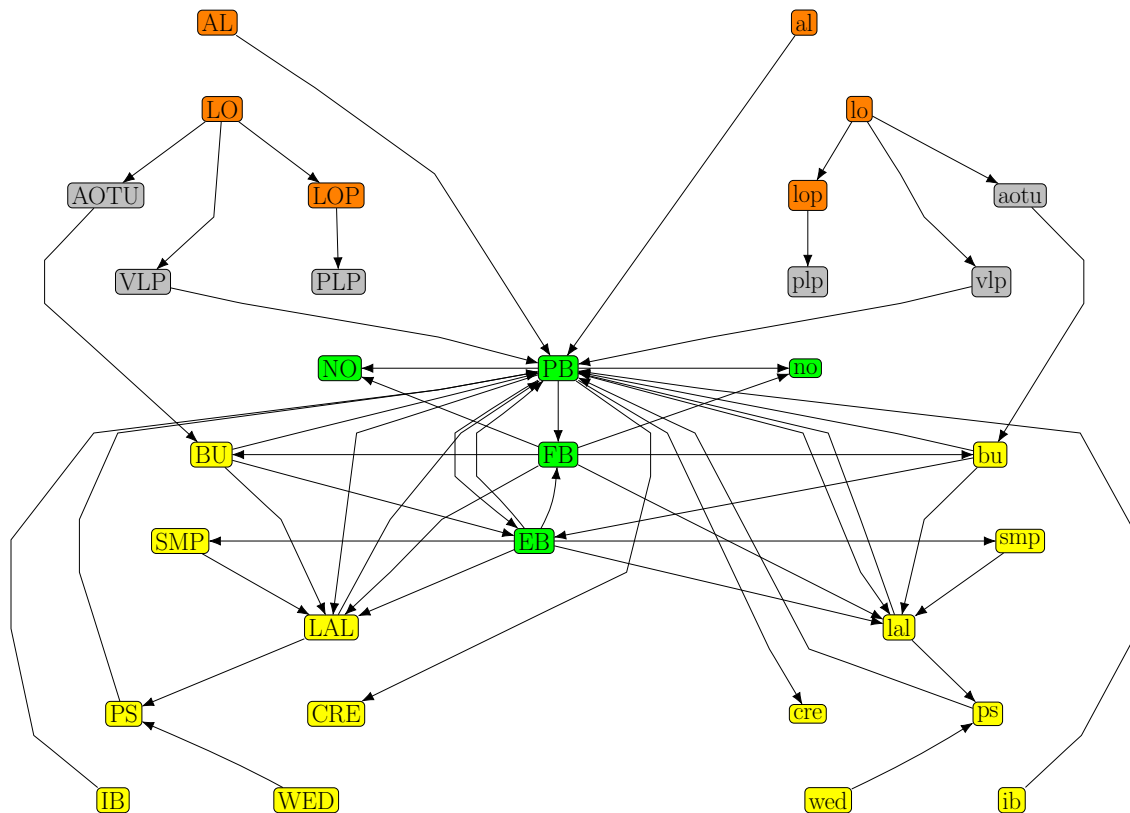 AL al
LO lo
AOTU LOP lop aotu
VLP PLP plp vlp
NO PB no
BU FB bu
SMP EB smp
LAL lal
PS CRE cre ps
IB WED wed ib